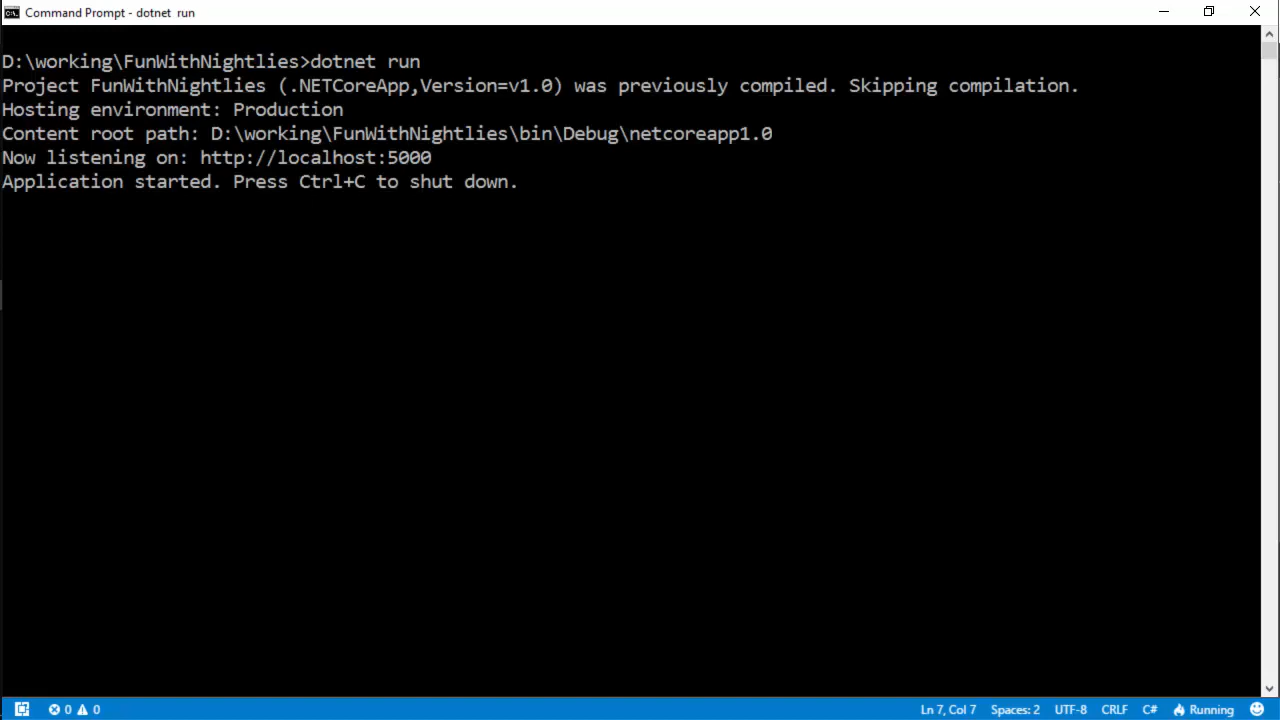 Command Prompt - dotnet  run
D:\working\FunWithNightlies>dotnet run
Project FunWithNightlies (.NETCoreApp,Version=v1.0) was previously compiled. Skipping compilation.
Hosting environment: Production
Content root path: D:\working\FunWithNightlies\bin\Debug\netcoreapp1.0
Now listening on: http://localhost:5000
Application started. Press Ctrl+C to shut down.
0 0 Ln 7, Col 7 Spaces: 2 UTF-8 CRLF C# Running